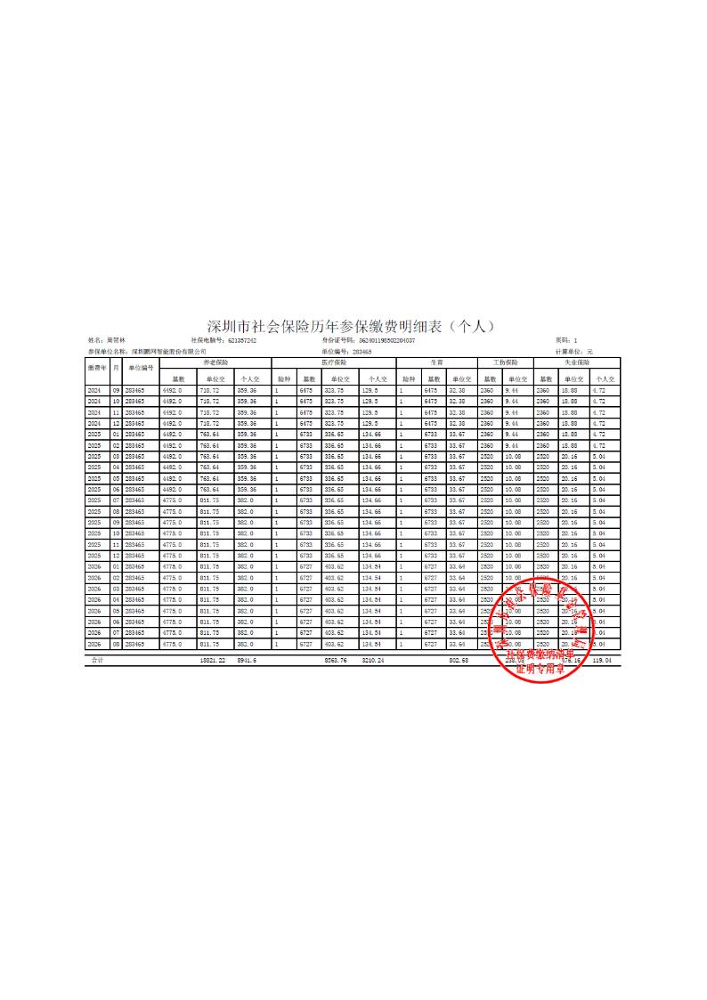 深圳市社会保险历年参保缴费明细表（个人）
姓名：周贺林 社保电脑号：621357242 身份证号码：362401198502204037 页码：1
参保单位名称：深圳鹏网智能股份有限公司 单位编号：283465 计算单位：元
缴费年 月 单位编号 养老保险 医疗保险 生育 工伤保险 失业保险
基数 单位交 个人交 险种 基数 单位交 个人交 险种 基数 单位交 基数 单位交 基数 单位交 个人交
2024 09 283465 4492.0 718.72 359.36 1 6475 323.75 129.5 1 6475 32.38 2360 9.44 2360 18.88 4.72
2024 10 283465 4492.0 718.72 359.36 1 6475 323.75 129.5 1 6475 32.38 2360 9.44 2360 18.88 4.72
2024 11 283465 4492.0 718.72 359.36 1 6475 323.75 129.5 1 6475 32.38 2360 9.44 2360 18.88 4.72
2024 12 283465 4492.0 718.72 359.36 1 6475 323.75 129.5 1 6475 32.38 2360 9.44 2360 18.88 4.72
2025 01 283465 4492.0 763.64 359.36 1 6733 336.65 134.66 1 6733 33.67 2360 9.44 2360 18.88 4.72
2025 02 283465 4492.0 763.64 359.36 1 6733 336.65 134.66 1 6733 33.67 2360 9.44 2360 18.88 4.72
2025 03 283465 4492.0 763.64 359.36 1 6733 336.65 134.66 1 6733 33.67 2520 10.08 2520 20.16 5.04
2025 04 283465 4492.0 763.64 359.36 1 6733 336.65 134.66 1 6733 33.67 2520 10.08 2520 20.16 5.04
2025 05 283465 4492.0 763.64 359.36 1 6733 336.65 134.66 1 6733 33.67 2520 10.08 2520 20.16 5.04
2025 06 283465 4492.0 763.64 359.36 1 6733 336.65 134.66 1 6733 33.67 2520 10.08 2520 20.16 5.04
2025 07 283465 4775.0 811.75 382.0 1 6733 336.65 134.66 1 6733 33.67 2520 10.08 2520 20.16 5.04
2025 08 283465 4775.0 811.75 382.0 1 6733 336.65 134.66 1 6733 33.67 2520 10.08 2520 20.16 5.04
2025 09 283465 4775.0 811.75 382.0 1 6733 336.65 134.66 1 6733 33.67 2520 10.08 2520 20.16 5.04
2025 10 283465 4775.0 811.75 382.0 1 6733 336.65 134.66 1 6733 33.67 2520 10.08 2520 20.16 5.04
2025 11 283465 4775.0 811.75 382.0 1 6733 336.65 134.66 1 6733 33.67 2520 10.08 2520 20.16 5.04
2025 12 283465 4775.0 811.75 382.0 1 6733 336.65 134.66 1 6733 33.67 2520 10.08 2520 20.16 5.04
2026 01 283465 4775.0 811.75 382.0 1 6727 403.62 134.54 1 6727 33.64 2520 10.08 2520 20.16 5.04
2026 02 283465 4775.0 811.75 382.0 1 6727 403.62 134.54 1 6727 33.64 2520 10.08 2520 20.16 5.04
2026 03 283465 4775.0 811.75 382.0 1 6727 403.62 134.54 1 6727 33.64 2520 10.08 2520 20.16 5.04
2026 04 283465 4775.0 811.75 382.0 1 6727 403.62 134.54 1 6727 33.64 2520 10.08 2520 20.16 5.04
2026 05 283465 4775.0 811.75 382.0 1 6727 403.62 134.54 1 6727 33.64 2520 10.08 2520 20.16 5.04
2026 06 283465 4775.0 811.75 382.0 1 6727 403.62 134.54 1 6727 33.64 2520 10.08 2520 20.16 5.04
2026 07 283465 4775.0 811.75 382.0 1 6727 403.62 134.54 1 6727 33.64 2520 10.08 2520 20.16 5.04
2026 08 283465 4775.0 811.75 382.0 1 6727 403.62 134.54 1 6727 33.64 2520 10.08 2520 20.16 5.04
合计 18821.22 8941.6 8563.76 3210.24 802.68 476.16 119.04
社保费缴纳清单
证明专用章